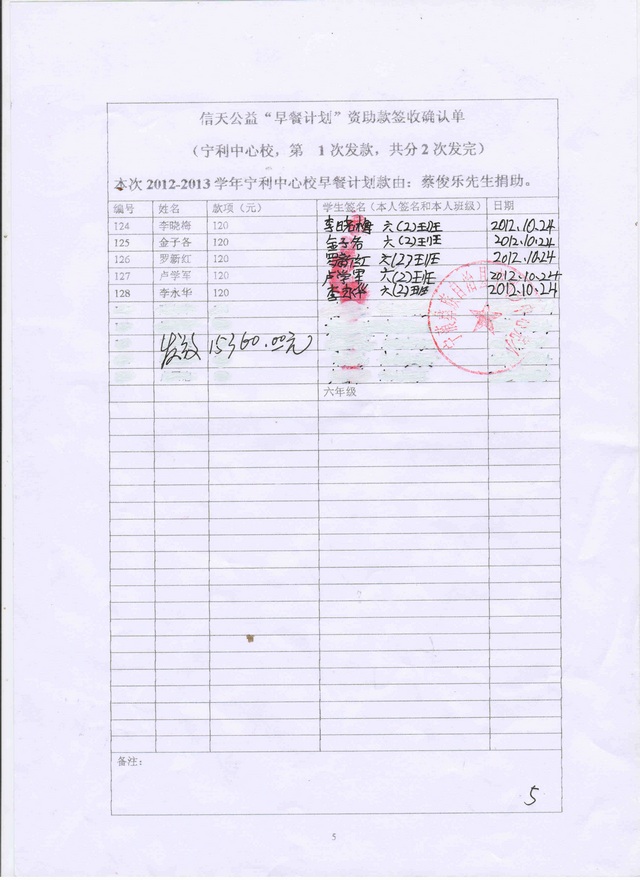 信天公益“早餐计划”资助款签收确认单
（宁利中心校，第 1次发款，共分2次发完）
本次2012-2013学年宁利中心校早餐计划款由：蔡俊乐先生捐助。
编号 姓名 款项（元） 学生签名（本人签名和本人班级） 日期
124 李晓梅 120 李晓梅 六(2)班 2012.10.24
125 金子各 120 金子各 六(2)班 2012.10.24
126 罗新红 120 罗新红 六(2)班 2012.10.24
127 卢学军 120 卢学军 六(2)班 2012.10.24
128 李永华 120 李永华 六(2)班 2012.10.24
发放 15360.00元
六年级
备注：
5
5